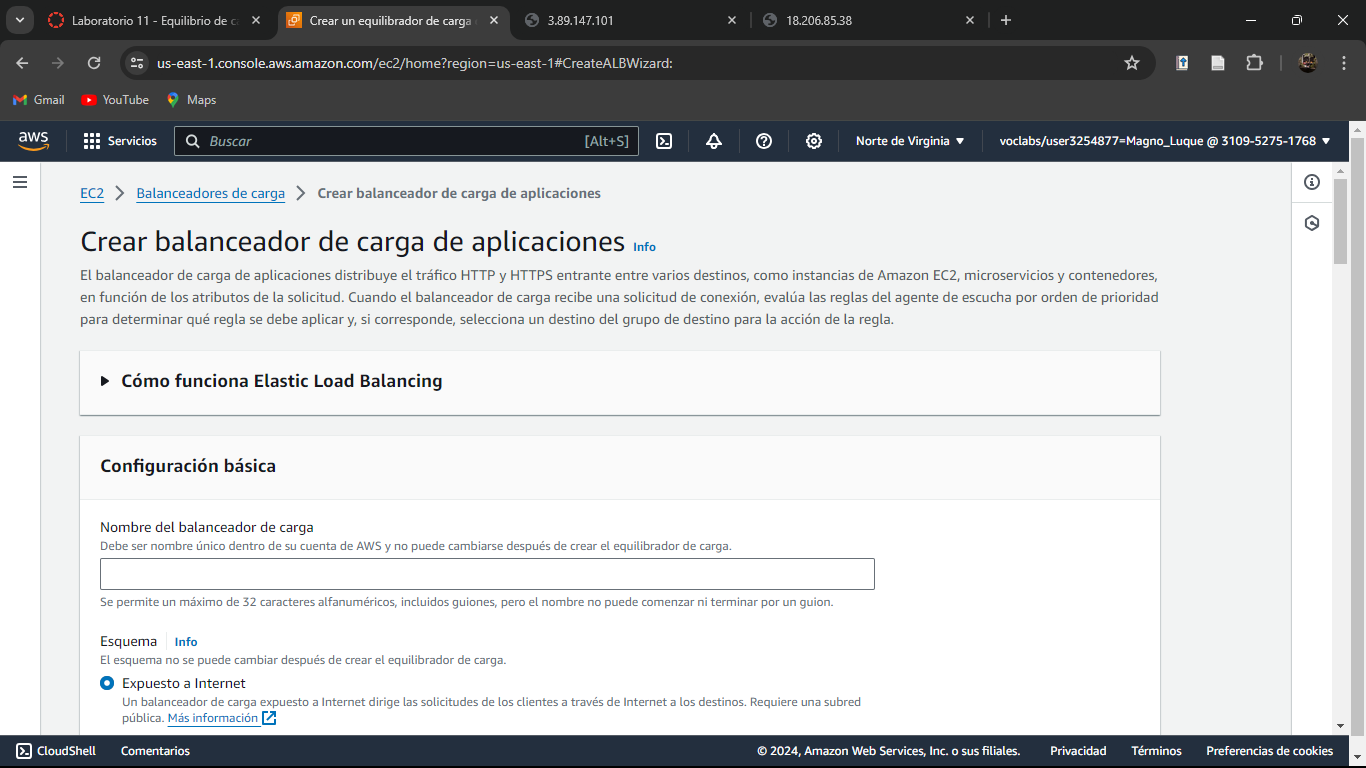 Laboratorio 11 - Equilibrio de c
Crear un equilibrador de carga
3.89.147.101
18.206.85.38
us-east-1.console.aws.amazon.com/ec2/home?region=us-east-1#CreateALBWizard:
Gmail
YouTube
Maps
aws
Servicios
Buscar
[Alt+S]
Norte de Virginia
voclabs/user3254877=Magno_Luque @ 3109-5275-1768
EC2
Balanceadores de carga
Crear balanceador de carga de aplicaciones
Crear balanceador de carga de aplicaciones Info
El balanceador de carga de aplicaciones distribuye el tráfico HTTP y HTTPS entrante entre varios destinos, como instancias de Amazon EC2, microservicios y contenedores,
en función de los atributos de la solicitud. Cuando el balanceador de carga recibe una solicitud de conexión, evalúa las reglas del agente de escucha por orden de prioridad
para determinar qué regla se debe aplicar y, si corresponde, selecciona un destino del grupo de destino para la acción de la regla.
Cómo funciona Elastic Load Balancing
Configuración básica
Nombre del balanceador de carga
Debe ser nombre único dentro de su cuenta de AWS y no puede cambiarse después de crear el equilibrador de carga.
Se permite un máximo de 32 caracteres alfanuméricos, incluidos guiones, pero el nombre no puede comenzar ni terminar por un guion.
Esquema Info
El esquema no se puede cambiar después de crear el equilibrador de carga.
Expuesto a Internet
Un balanceador de carga expuesto a Internet dirige las solicitudes de los clientes a través de Internet a los destinos. Requiere una subred
pública. Más información
CloudShell
Comentarios
© 2024, Amazon Web Services, Inc. o sus filiales.
Privacidad
Términos
Preferencias de cookies